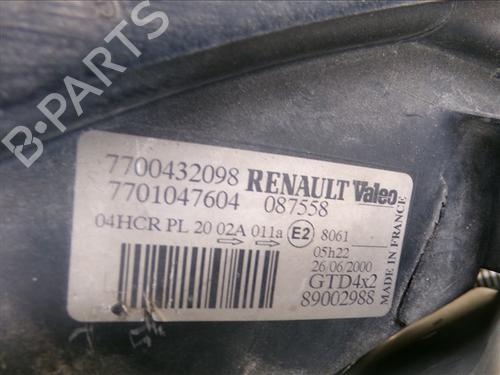 B-PARTS
7700432098 RENAULT Valeo
7701047604 087558
04HCR PL 20 02A 011a E2 8061
05h22
26/06/2000
GTD4x2
89002988
MADE IN FRANCE